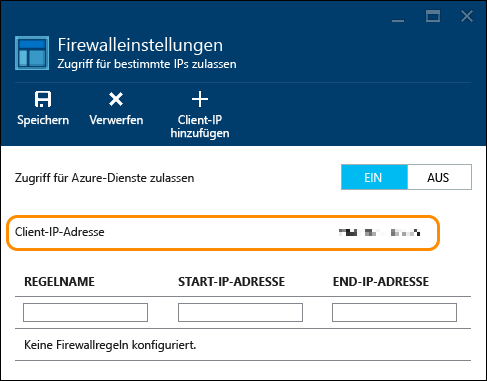 Firewalleinstellungen
Zugriff für bestimmte IPs zulassen
Speichern
Verwerfen
Client-IP
hinzufügen
Zugriff für Azure-Dienste zulassen
EIN
AUS
Client-IP-Adresse
REGELNAME
START-IP-ADRESSE
END-IP-ADRESSE
Keine Firewallregeln konfiguriert.